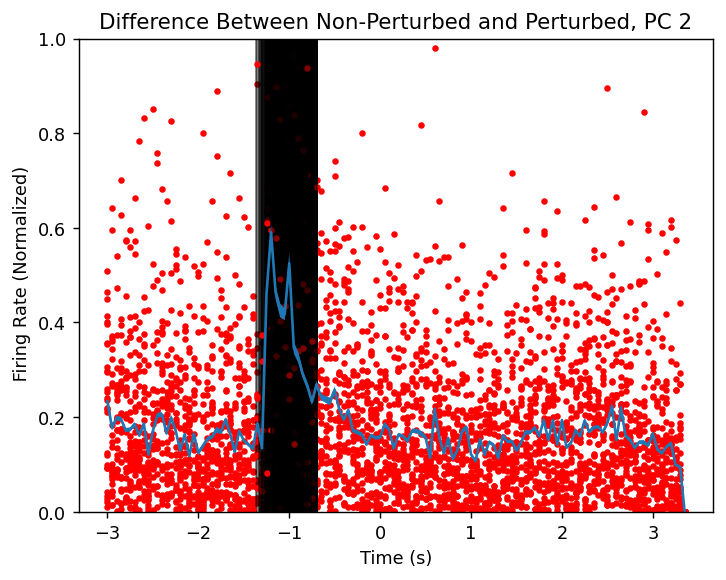 Difference Between Non-Perturbed and Perturbed, PC 2
1.0
0.8
0.6
0.4
0.2
0.0
Firing Rate (Normalized)
−3 −2 −1 0 1 2 3
Time (s)